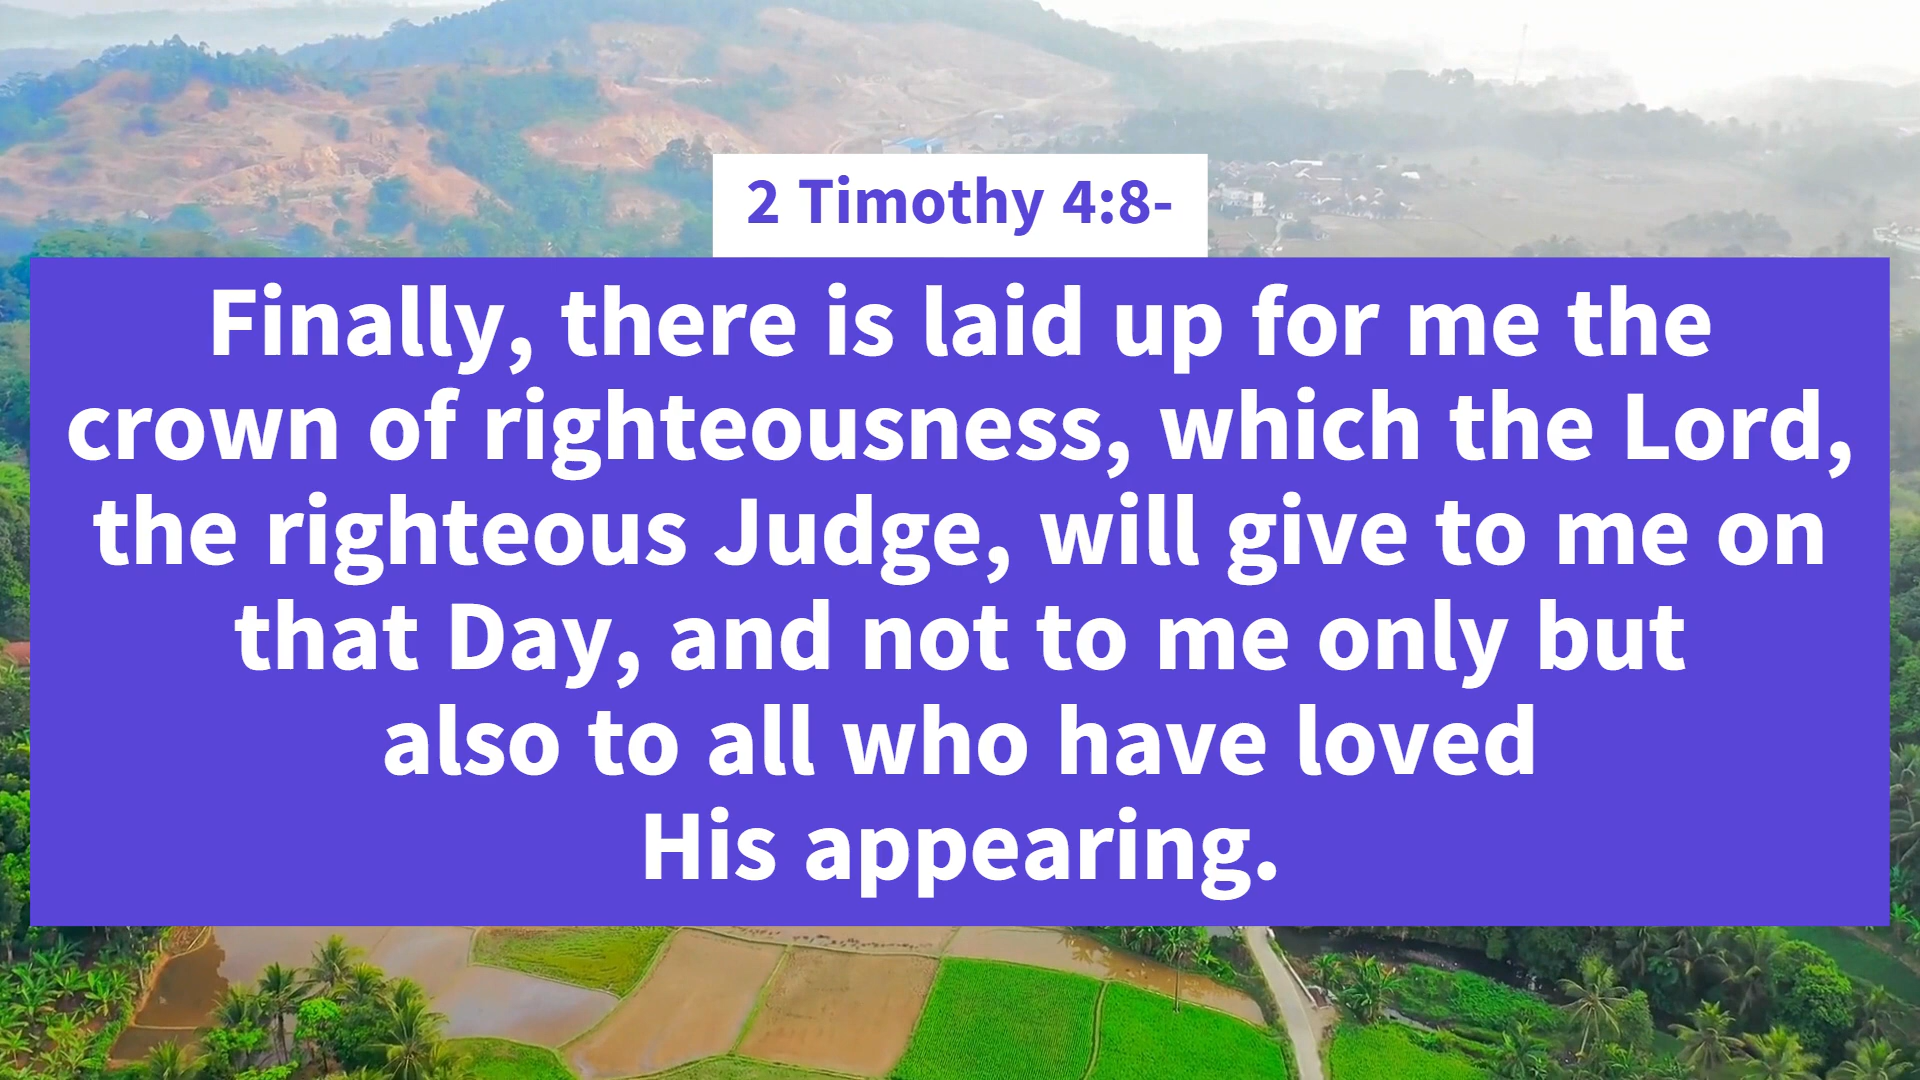 2 Timothy 4:8-
Finally, there is laid up for me the
crown of righteousness, which the Lord,
the righteous Judge, will give to me on
that Day, and not to me only but
also to all who have loved
His appearing.